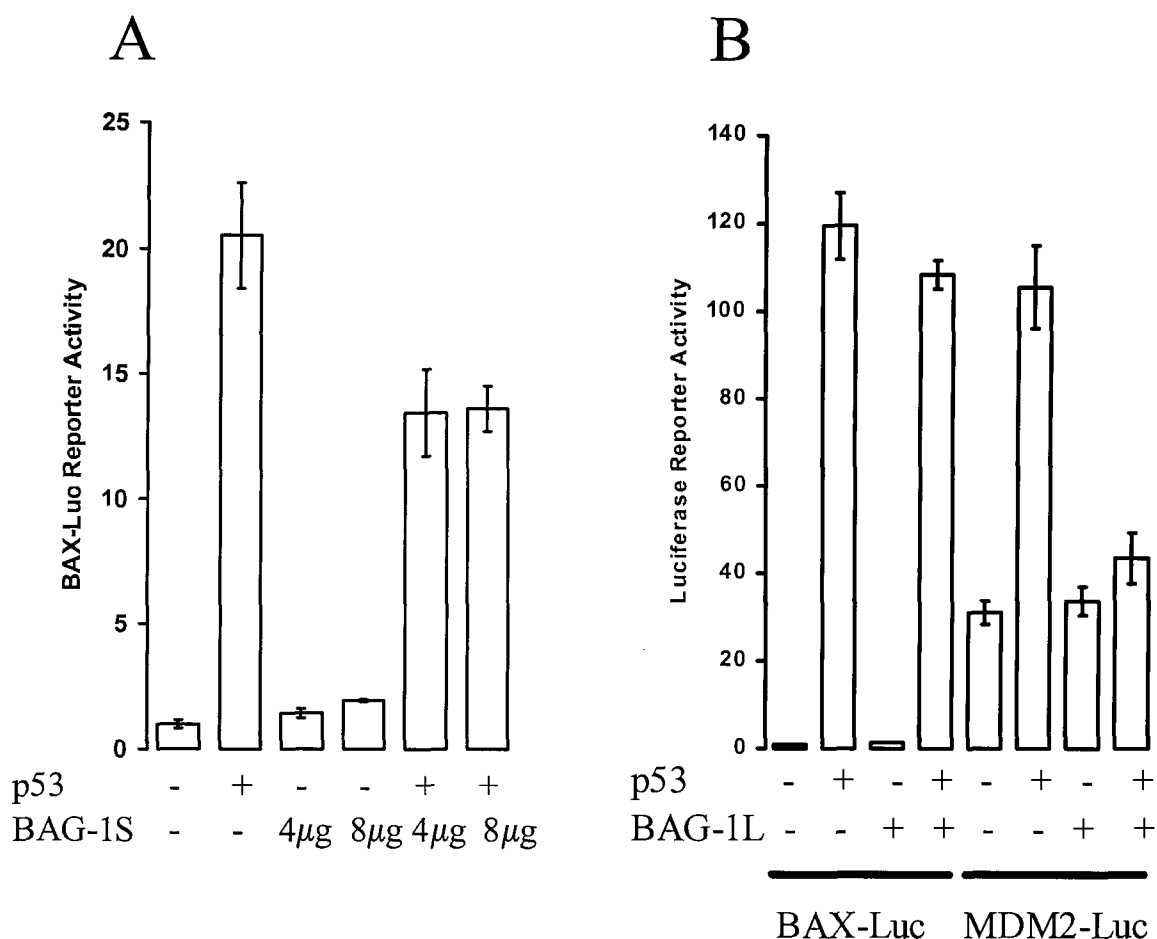 A
BAX-Luo Reporter Activity
25
20
15
10
5
0
p53 - + - - + +
BAG-1S - - 4µg 8µg 4µg 8µg
B
Luciferase Reporter Activity
140
120
100
80
60
40
20
0
p53 - + - + - + - +
BAG-1L - - + + - - + +
BAX-Luc MDM2-Luc